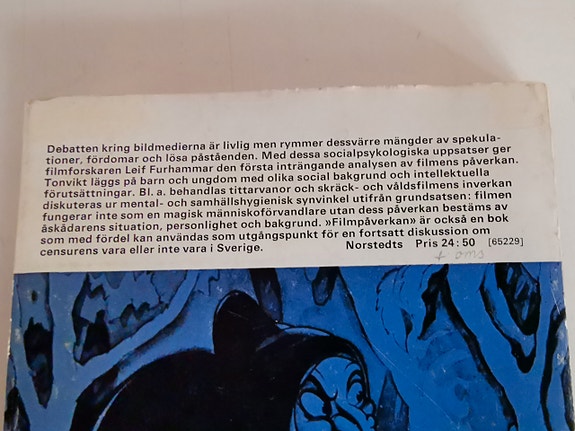 Debatten kring bildmedierna är livlig men rymmer dessvärre mängder av spekula-
tioner, fördomar och lösa påståenden. Med dessa socialpsykologiska uppsatser ger
filmforskaren Leif Furhammar den första inträngande analysen av filmens påverkan.
Tonvikt läggs på barn och ungdom med olika social bakgrund och intellektuella
förutsättningar. Bl. a. behandlas tittarvanor och skräck- och våldsfilmens inverkan
diskuteras ur mental- och samhällshygienisk synvinkel utifrån grundsatsen: filmen
fungerar inte som en magisk människoförvandlare utan dess påverkan bestäms av
åskådarens situation, personlighet och bakgrund. »Filmpåverkan» är också en bok
som med fördel kan användas som utgångspunkt för en fortsatt diskussion om
censurens vara eller inte vara i Sverige. Norstedts Pris 24:50 [65229]
+ oms